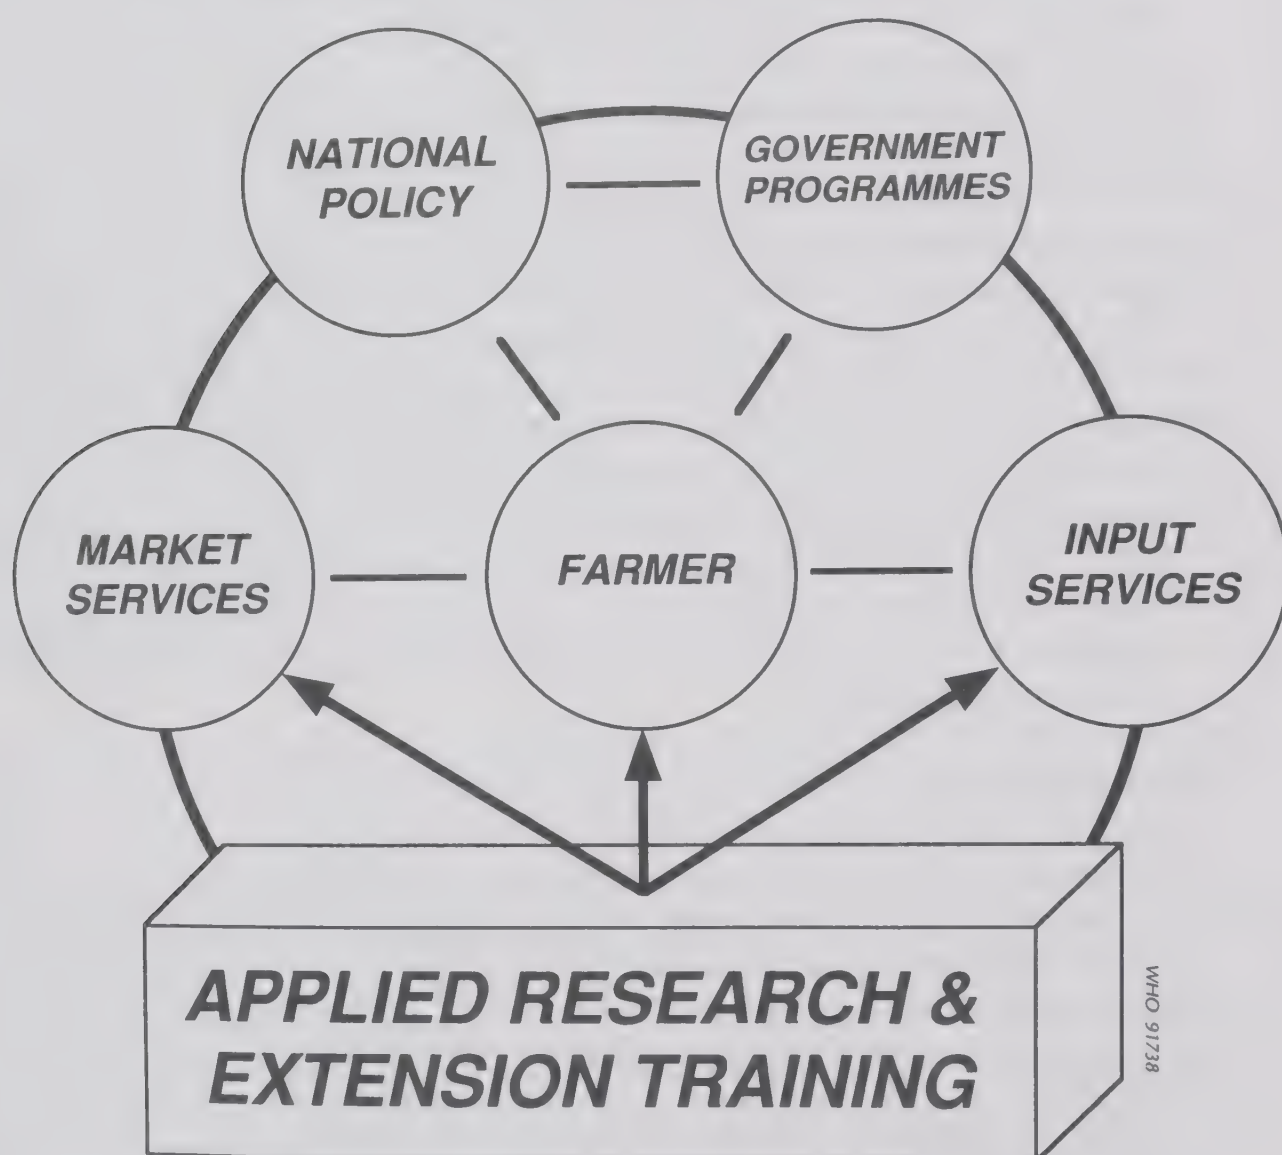 NATIONAL
POLICY
GOVERNMENT
PROGRAMMES
MARKET
SERVICES
FARMER
INPUT
SERVICES
APPLIED RESEARCH &
EXTENSION TRAINING
WHO 91738